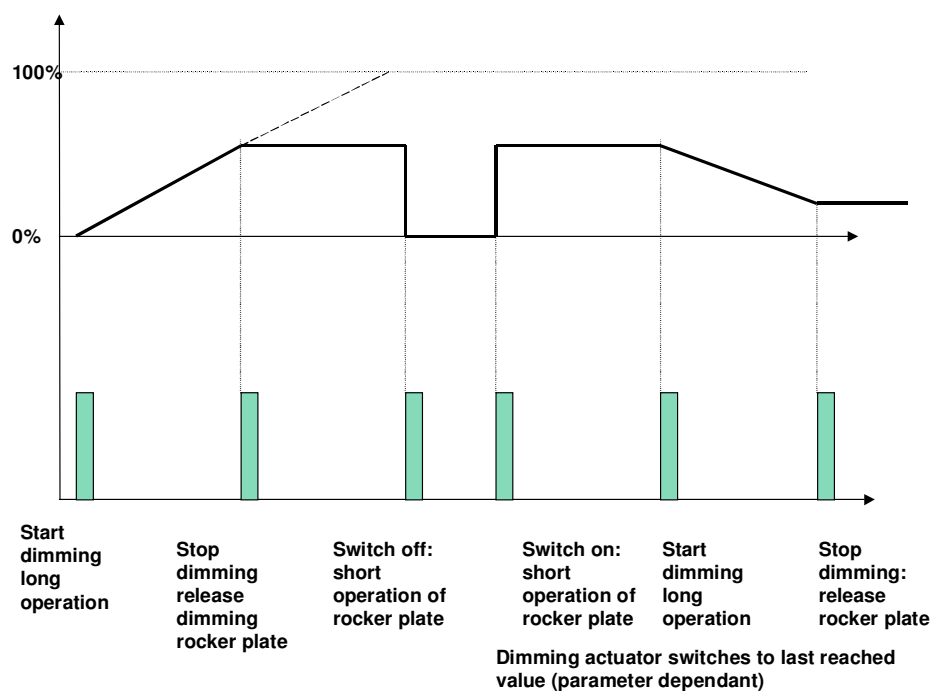 100%
0%
Start
dimming
long
operation
Stop
dimming
release
dimming
rocker plate
Switch off:
short
operation of
rocker plate
Switch on:
short
operation of
rocker plate
Start
dimming
long
operation
Stop
dimming:
release
rocker plate
Dimming actuator switches to last reached
value (parameter dependant)